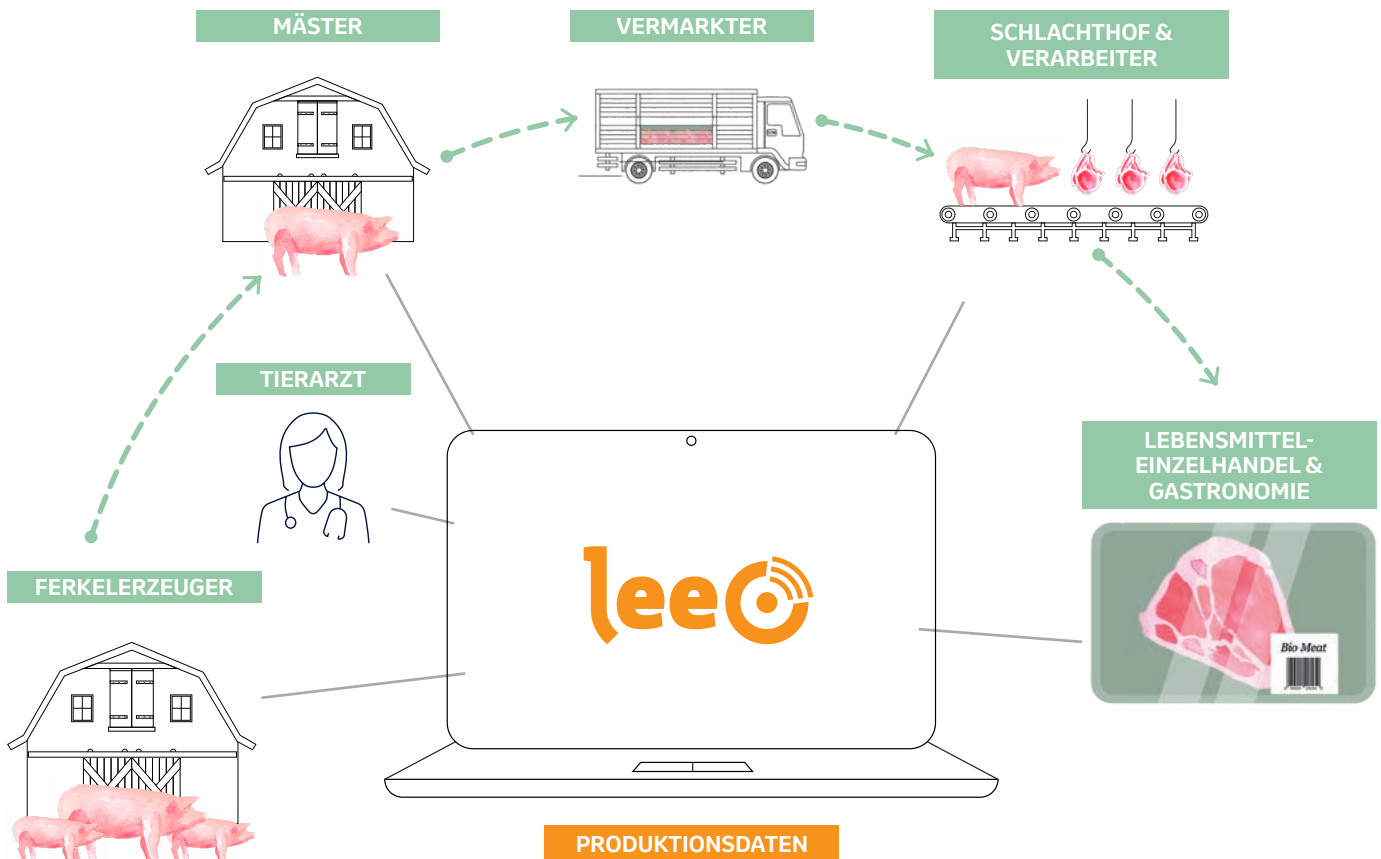 MÄSTER
VERMARKTER
SCHLACHTHOF &
VERARBEITER
TIERARZT
LEBENSMITTEL-
EINZELHANDEL &
GASTRONOMIE
FERKELERZEUGER
leeO
Bio Meat
PRODUKTIONSDATEN